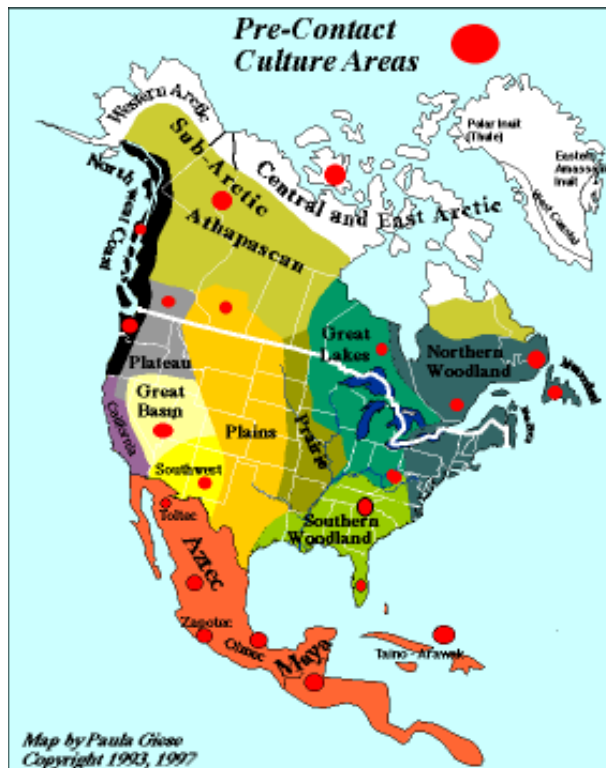 Pre-Contact
Culture Areas
Western Arctic
Sub-Arctic
Athapascan
Central and East Arctic
Polar Inuit
(Thule)
Eastern
Inuit
West Coastal
North
west Coast
Plateau
Great
Basin
California
Southwest
Plains
Prairie
Great
Lakes
Northern
Woodland
Southern
Woodland
Toltec
Aztec
Zapotec
Olmec
Maya
Taino - Arawak
Map by Paula Giese
Copyright 1993, 1997